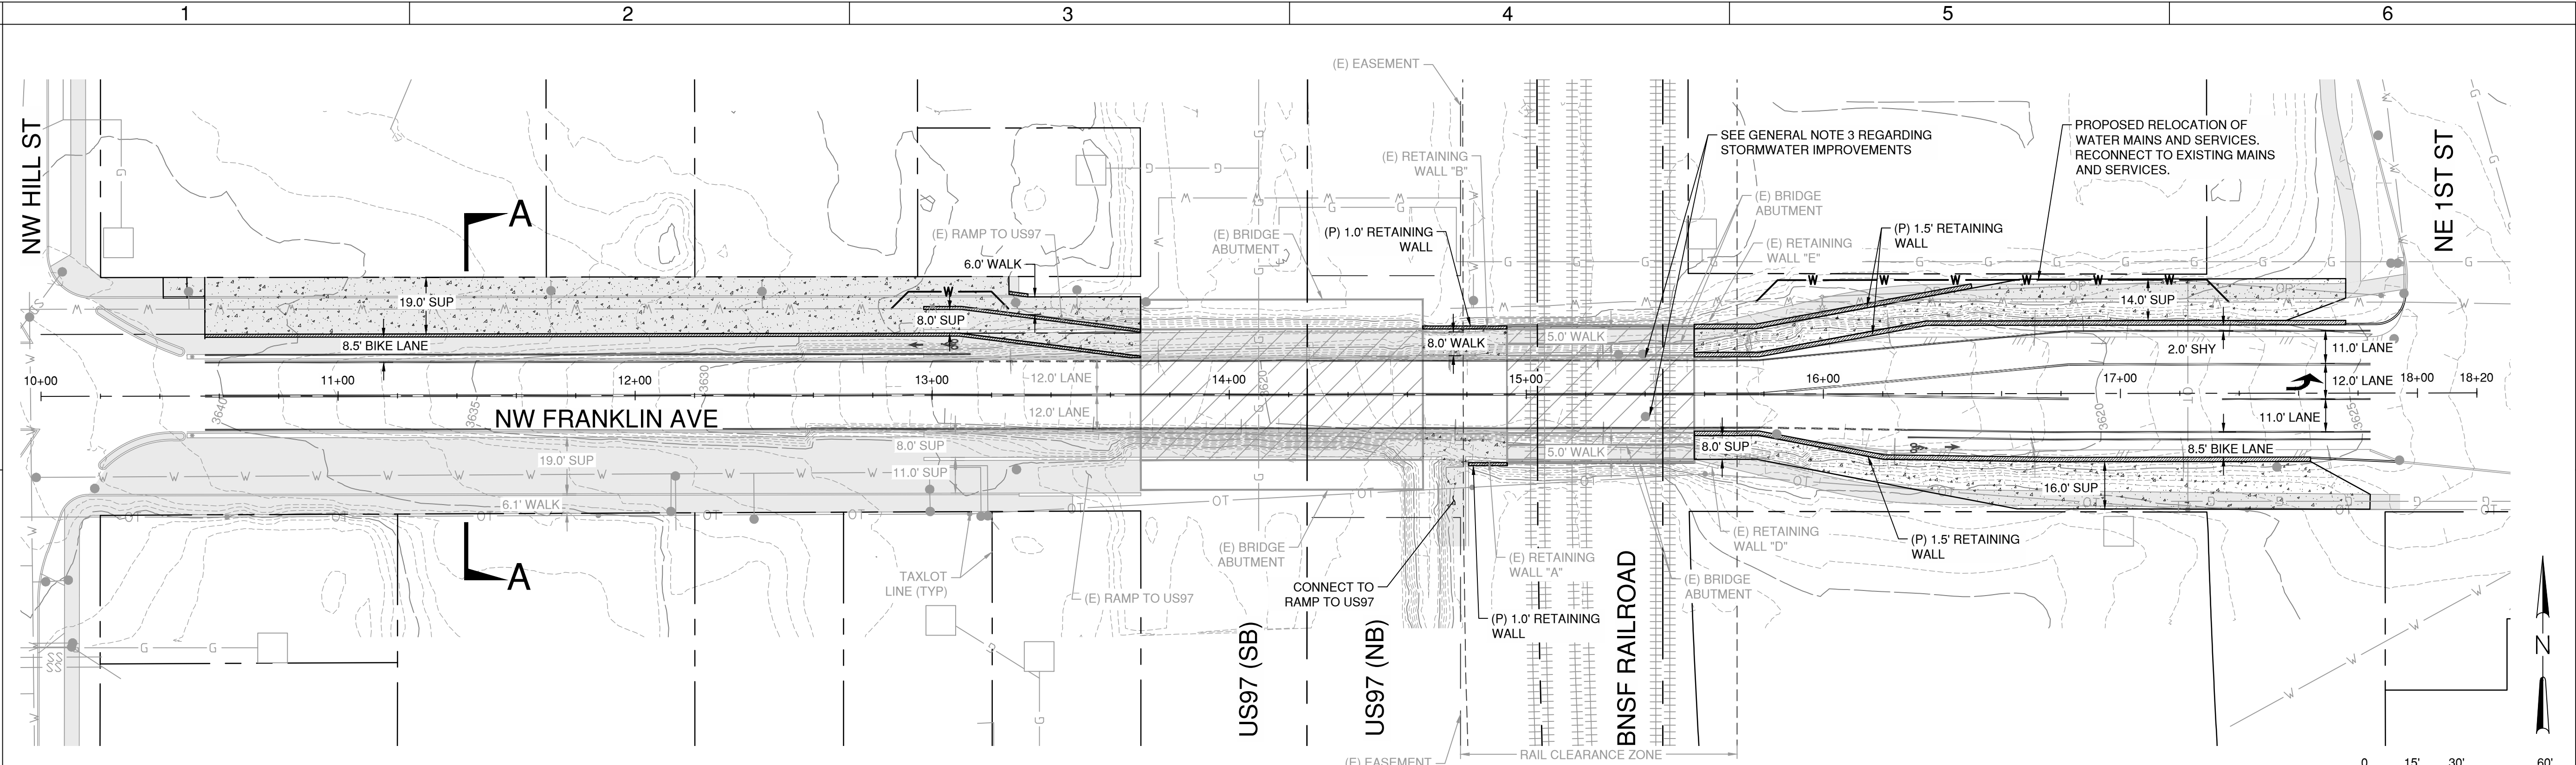 1 2 3 4 5 6
NW HILL ST
(E) EASEMENT
SEE GENERAL NOTE 3 REGARDING
STORMWATER IMPROVEMENTS
PROPOSED RELOCATION OF
WATER MAINS AND SERVICES.
RECONNECT TO EXISTING MAINS
AND SERVICES.
NE 1ST ST
(E) RETAINING
WALL "B"
A
(E) RAMP TO US97
(E) BRIDGE
ABUTMENT
(P) 1.0' RETAINING
WALL
(E) BRIDGE
ABUTMENT
(E) RETAINING
WALL "E"
(P) 1.5' RETAINING
WALL
6.0' WALK
19.0' SUP
8.0' SUP
14.0' SUP
8.5' BIKE LANE
8.0' WALK
5.0' WALK
2.0' SHY
11.0' LANE
10+00 11+00 12+00 13+00 14+00 15+00 16+00 17+00 18+00 18+20
3640
3635
3630
3620
3620
3625
12.0' LANE
12.0' LANE
12.0' LANE
11.0' LANE
NW FRANKLIN AVE
8.0' SUP
19.0' SUP
11.0' SUP
5.0' WALK
8.0' SUP
8.5' BIKE LANE
6.1' WALK
16.0' SUP
A
TAXLOT
LINE (TYP)
(E) RAMP TO US97
(E) BRIDGE
ABUTMENT
CONNECT TO
RAMP TO US97
(E) RETAINING
WALL "A"
(P) 1.0' RETAINING
WALL
(E) RETAINING
WALL "D"
(E) BRIDGE
ABUTMENT
(P) 1.5' RETAINING
WALL
US97 (SB)
US97 (NB)
BNSF RAILROAD
RAIL CLEARANCE ZONE
(E) EASEMENT
N
0 15' 30' 60'